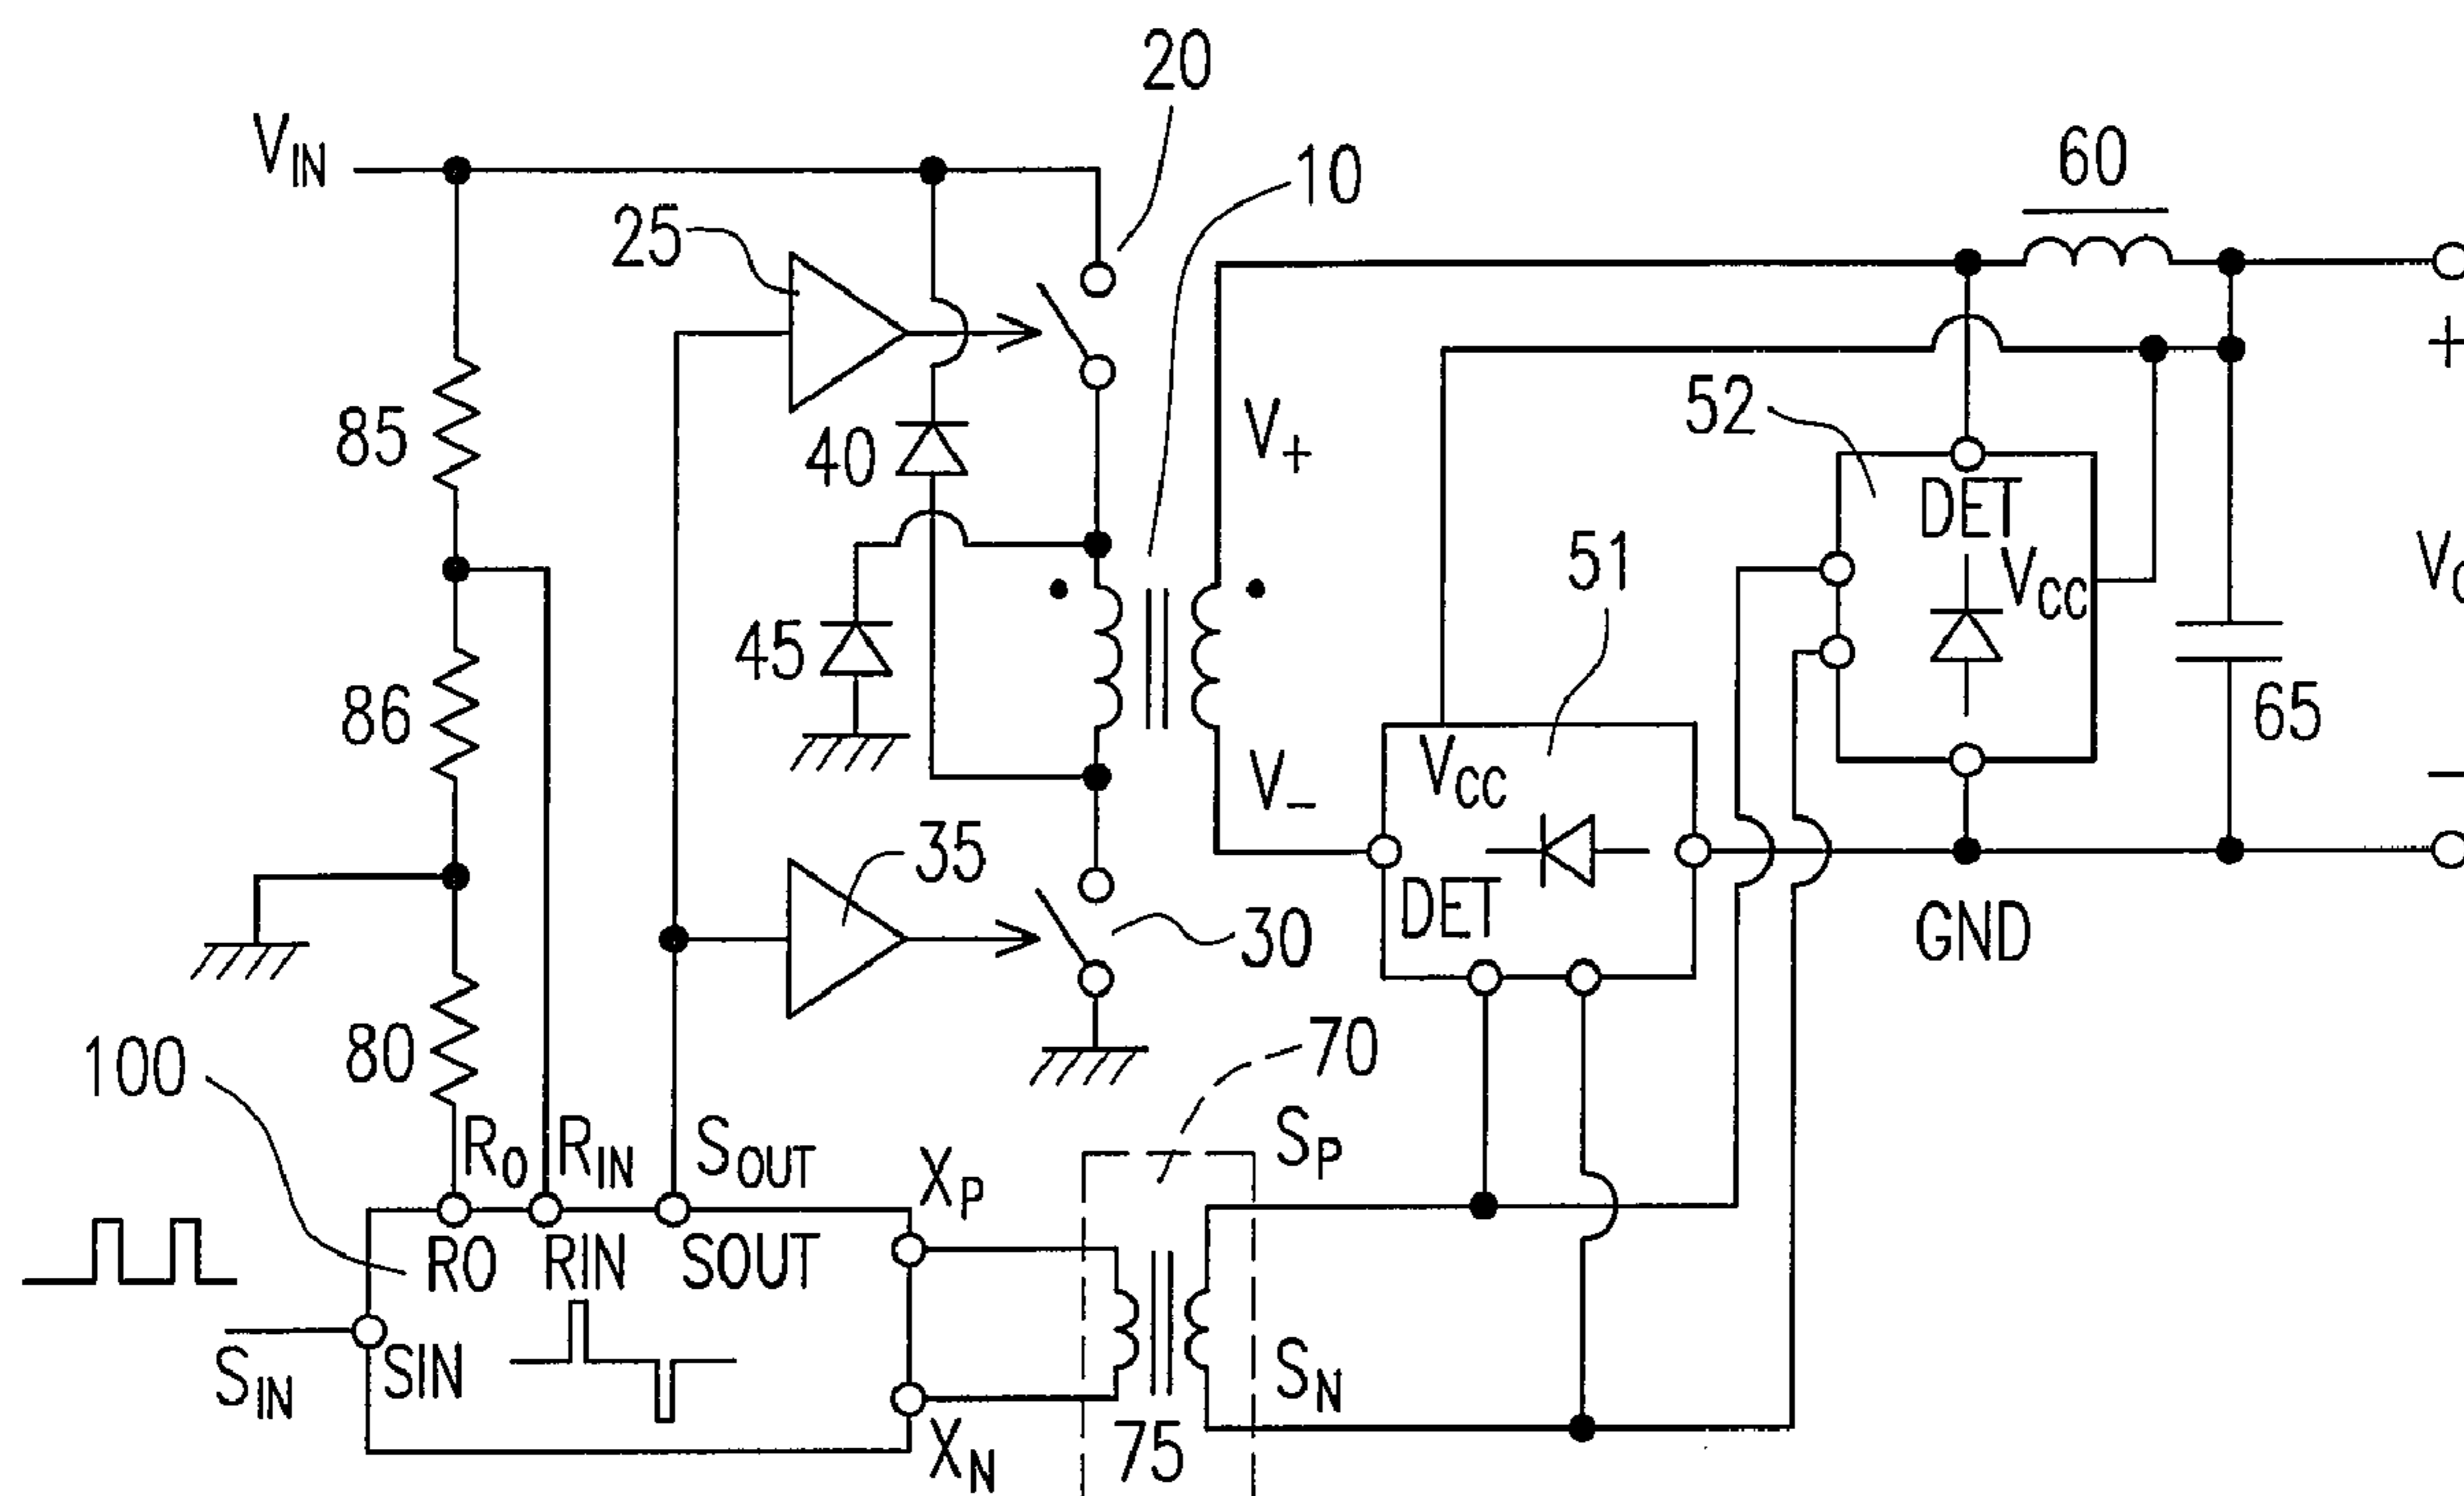 20
V_IN
10
60
25
85
40
V+
52
DET
V_CC
51
45
86
65
V−
V_CC
35
DET
30
GND
100
80
70
R_O
R_IN
S_OUT
X_P
S_P
RO
RIN
SOUT
S_IN
SIN
S_N
X_N
75
+
−